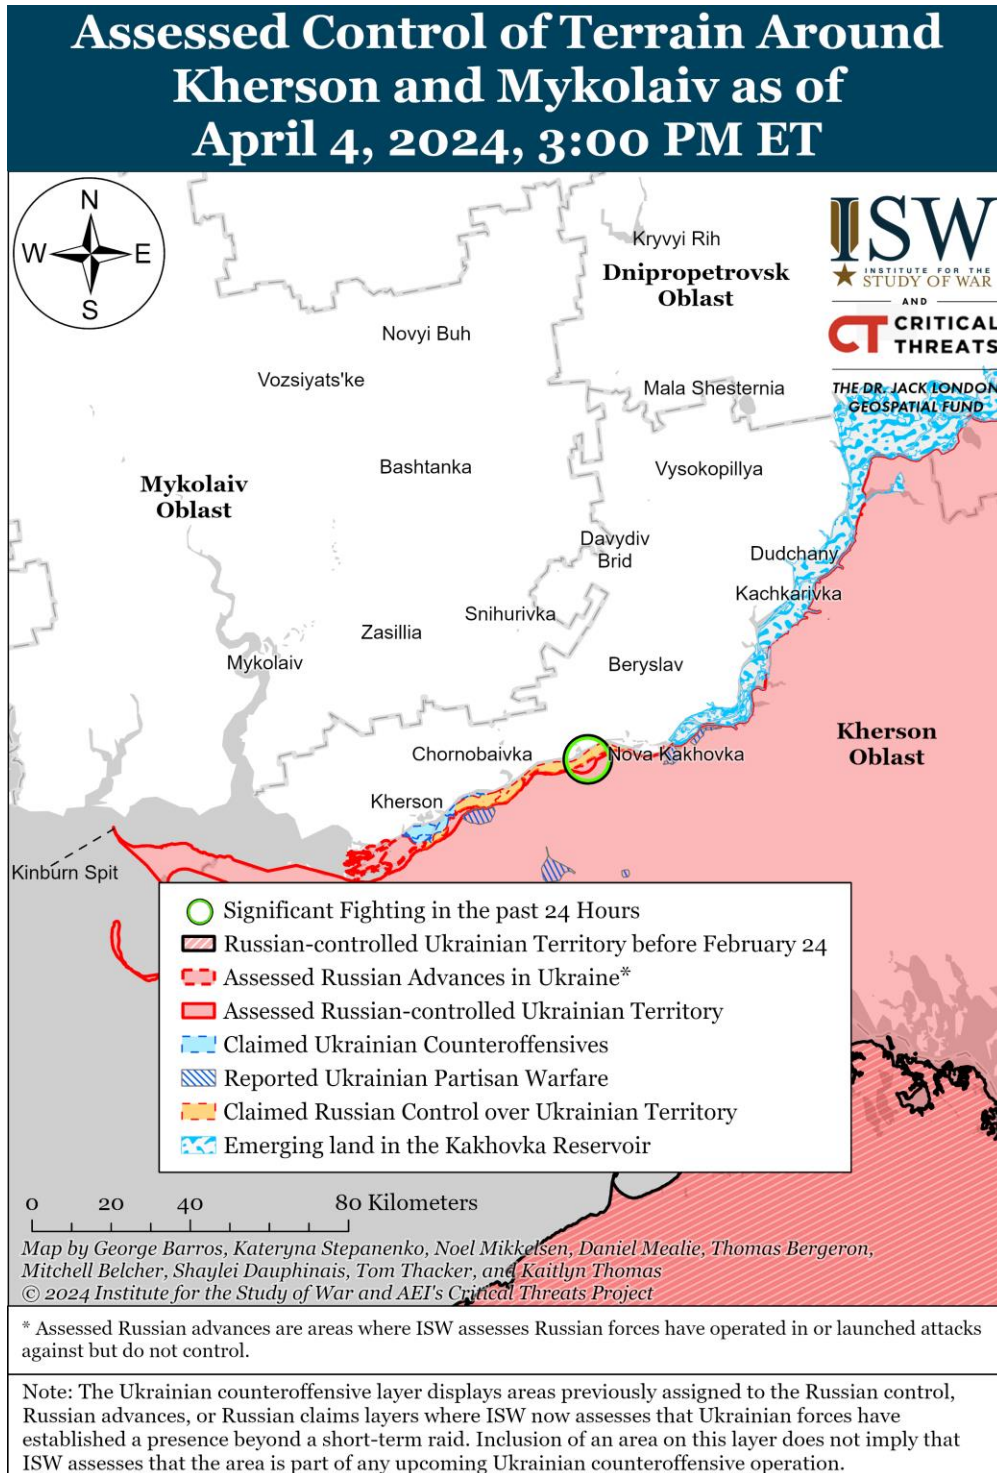 Assessed Control of Terrain Around
Kherson and Mykolaiv as of
April 4, 2024, 3:00 PM ET
N
W E
S
ISW
INSTITUTE FOR THE
STUDY OF WAR
AND
CT CRITICAL
THREATS
THE DR. JACK LONDON
GEOSPATIAL FUND
Kryvyi Rih
Dnipropetrovsk
Oblast
Novyi Buh
Vozsiyats'ke
Mala Shesternia
Bashtanka
Vysokopillya
Mykolaiv
Oblast
Davydiv
Brid
Dudchany
Kachkarivka
Snihurivka
Zasillia
Mykolaiv
Beryslav
Kherson
Oblast
Chornobaivka
Nova Kakhovka
Kherson
Kinburn Spit
Significant Fighting in the past 24 Hours
Russian-controlled Ukrainian Territory before February 24
Assessed Russian Advances in Ukraine*
Assessed Russian-controlled Ukrainian Territory
Claimed Ukrainian Counteroffensives
Reported Ukrainian Partisan Warfare
Claimed Russian Control over Ukrainian Territory
Emerging land in the Kakhovka Reservoir
0 20 40 80 Kilometers
Map by George Barros, Kateryna Stepanenko, Noel Mikkelsen, Daniel Mealie, Thomas Bergeron,
Mitchell Belcher, Shaylei Dauphinais, Tom Thacker, and Kaitlyn Thomas
© 2024 Institute for the Study of War and AEI's Critical Threats Project
* Assessed Russian advances are areas where ISW assesses Russian forces have operated in or launched attacks
against but do not control.
Note: The Ukrainian counteroffensive layer displays areas previously assigned to the Russian control,
Russian advances, or Russian claims layers where ISW now assesses that Ukrainian forces have
established a presence beyond a short-term raid. Inclusion of an area on this layer does not imply that
ISW assesses that the area is part of any upcoming Ukrainian counteroffensive operation.